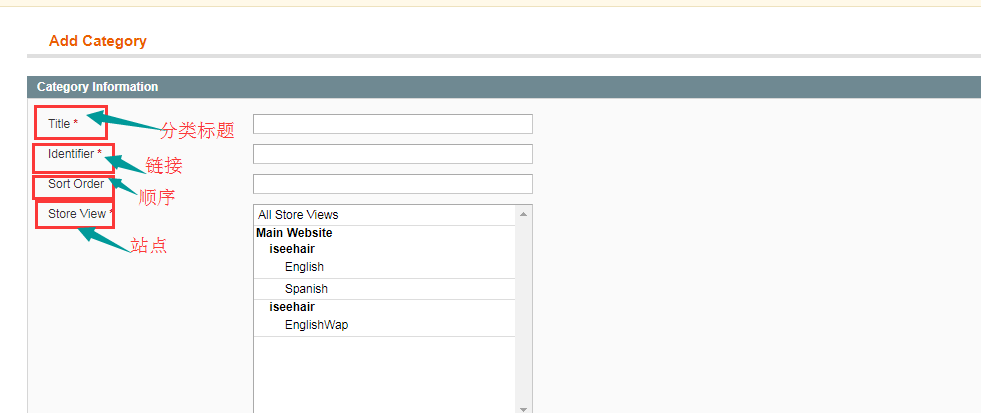 Add Category
Category Information
Title *
分类标题
Identifier *
链接
Sort Order
顺序
Store View *
站点
All Store Views
Main Website
iseehair
English
Spanish
iseehair
EnglishWap